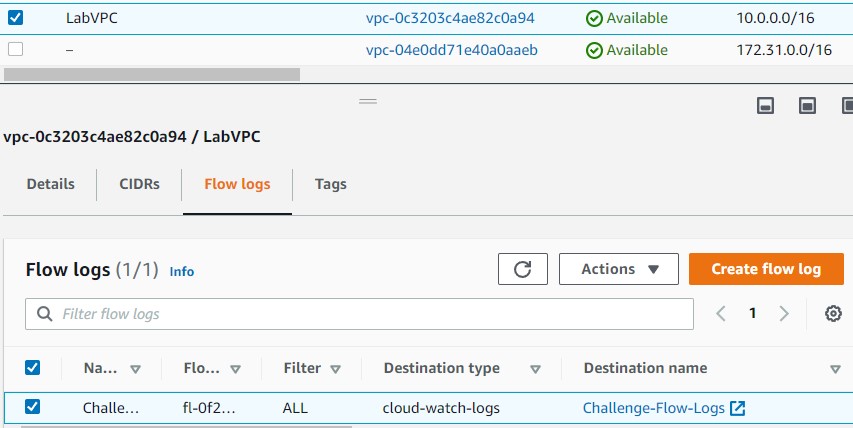 LabVPC vpc-0c3203c4ae82c0a94 Available 10.0.0.0/16
– vpc-04e0dd71e40a0aaeb Available 172.31.0.0/16
vpc-0c3203c4ae82c0a94 / LabVPC
Details CIDRs Flow logs Tags
Flow logs (1/1) Info Actions Create flow log
Filter flow logs 1
Na... Flo... Filter Destination type Destination name
Challe... fl-0f2... ALL cloud-watch-logs Challenge-Flow-Logs